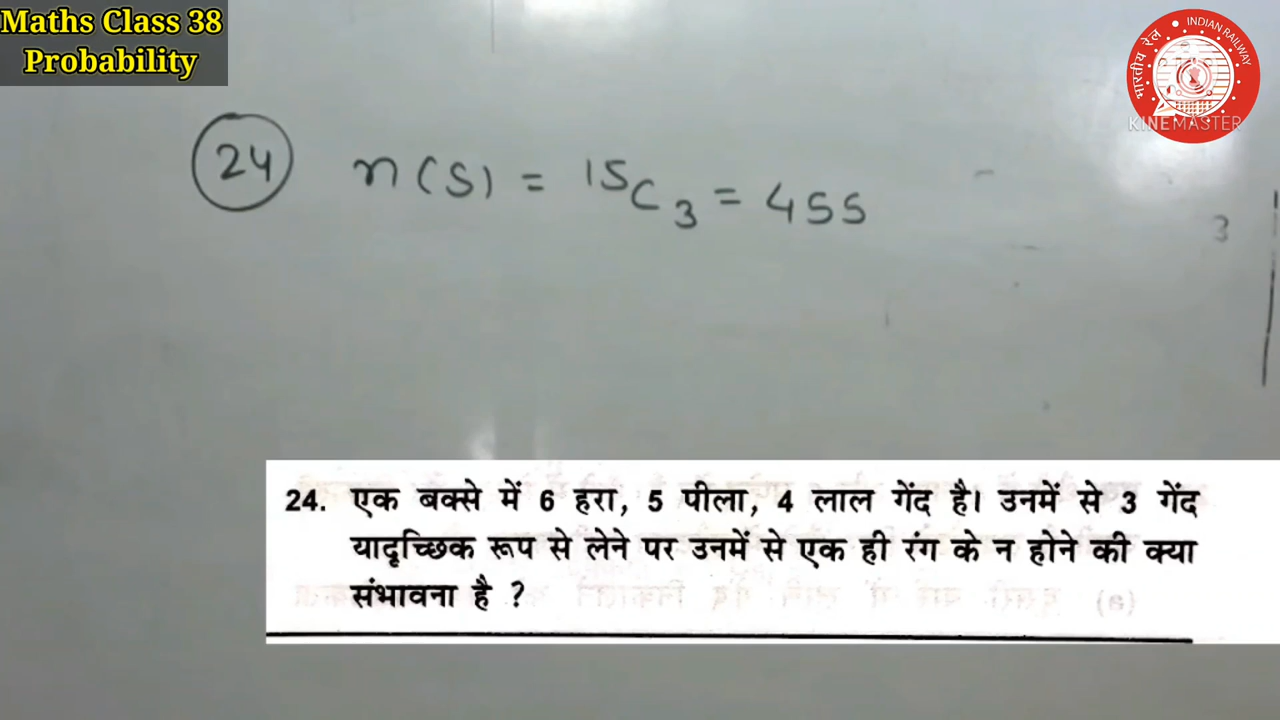 Maths Class 38
Probability
भारतीय रेल
INDIAN RAILWAY
KINEMASTER
24 n(S) = 15C3 = 455
3
24. एक बक्से में 6 हरा, 5 पीला, 4 लाल गेंद है। उनमें से 3 गेंद
यादृच्छिक रूप से लेने पर उनमें से एक ही रंग के न होने की क्या
संभावना है ?